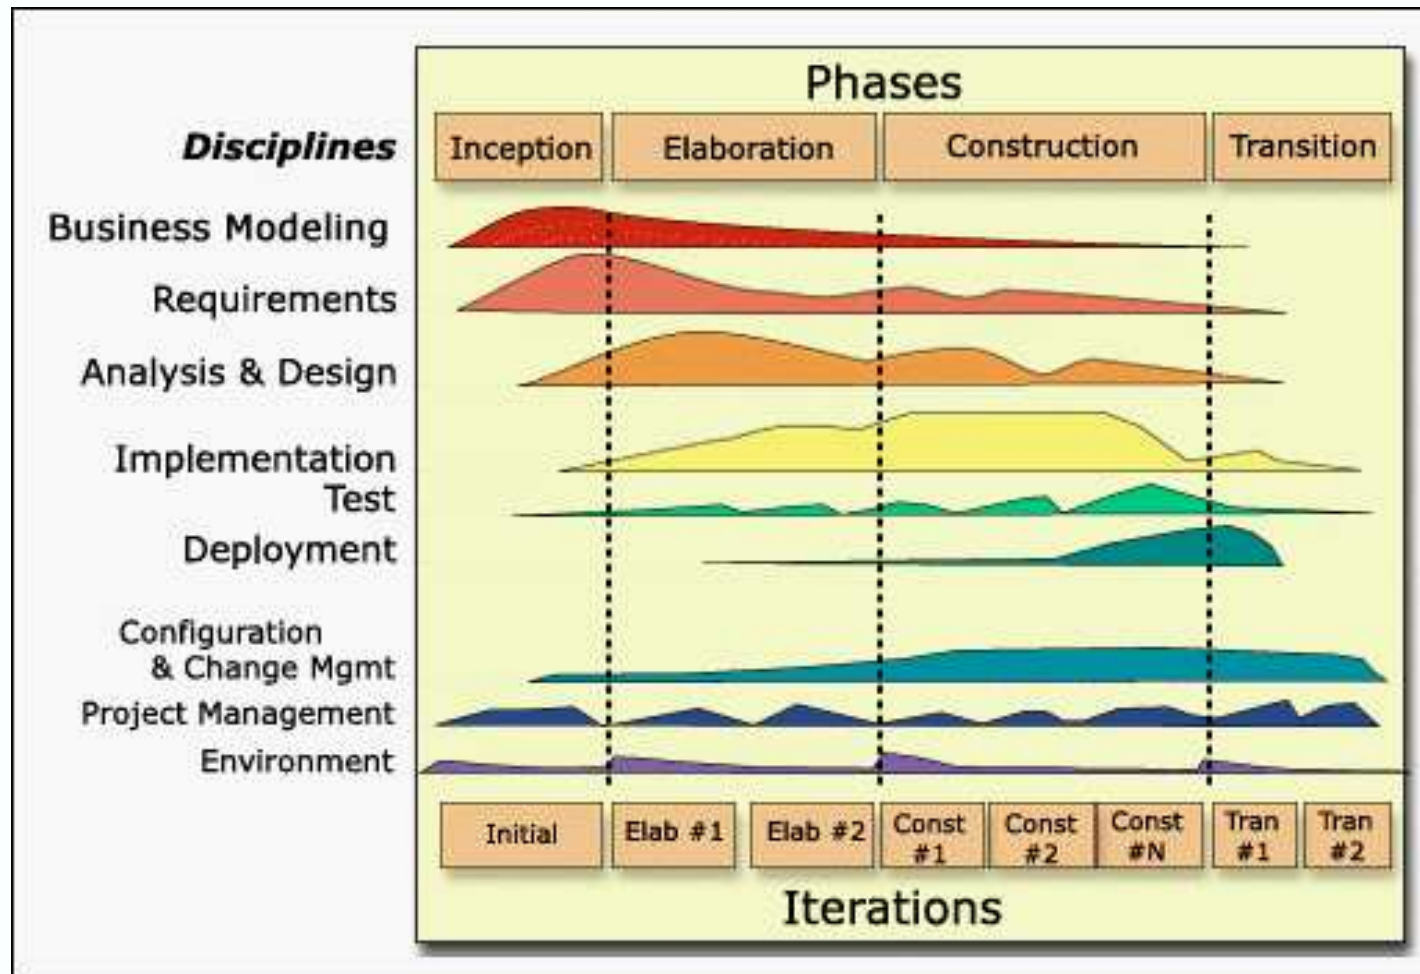 Phases
Disciplines
Inception
Elaboration
Construction
Transition
Business Modeling
Requirements
Analysis & Design
Implementation
Test
Deployment
Configuration
& Change Mgmt
Project Management
Environment
Initial
Elab #1
Elab #2
Const
#1
Const
#2
Const
#N
Tran
#1
Tran
#2
Iterations